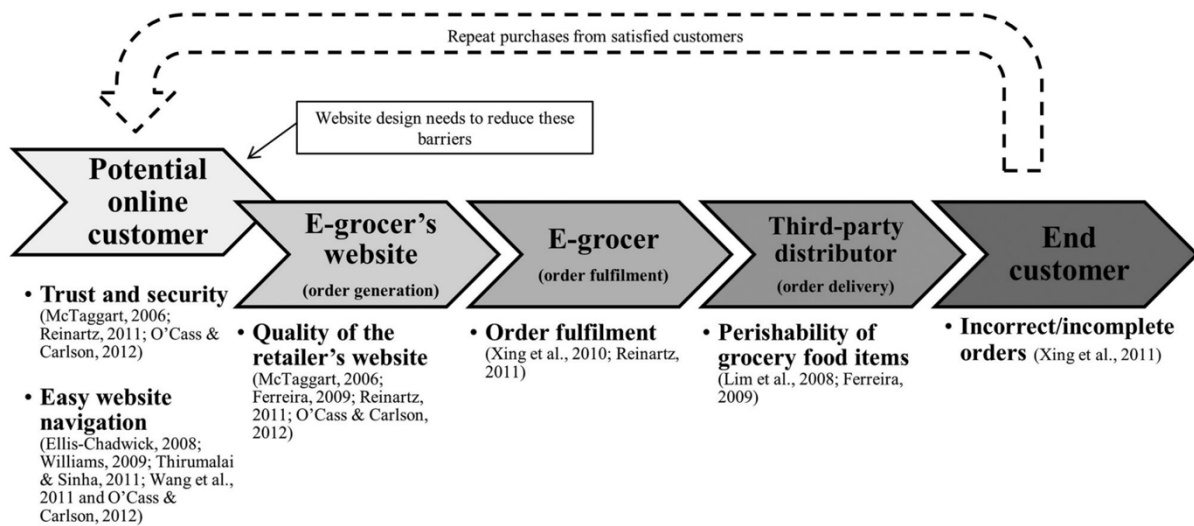 Repeat purchases from satisfied customers
Website design needs to reduce these
barriers
Potential
online
customer
E-grocer’s
website
(order generation)
E-grocer
(order fulfilment)
Third-party
distributor
(order delivery)
End
customer
• Trust and security
(McTaggart, 2006;
Reinartz, 2011; O’Cass &
Carlson, 2012)
• Easy website
navigation
(Ellis-Chadwick, 2008;
Williams, 2009; Thirumalai
& Sinha, 2011; Wang et al.,
2011 and O’Cass &
Carlson, 2012)
• Quality of the
retailer’s website
(McTaggart, 2006;
Ferreira, 2009; Reinartz,
2011; O’Cass & Carlson,
2012)
• Order fulfilment
(Xing et al., 2010; Reinartz,
2011)
• Perishability of
grocery food items
(Lim et al., 2008; Ferreira,
2009)
• Incorrect/incomplete
orders (Xing et al., 2011)